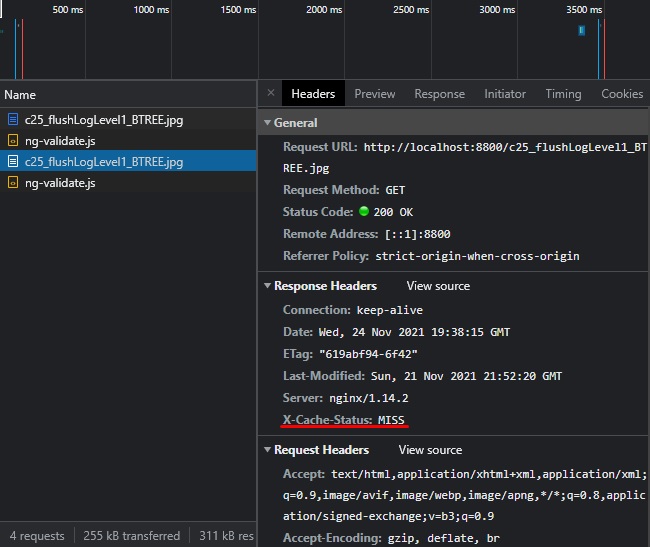 500 ms 1000 ms 1500 ms 2000 ms 2500 ms 3000 ms 3500 ms
Name
c25_flushLogLevel1_BTREE.jpg
ng-validate.js
c25_flushLogLevel1_BTREE.jpg
ng-validate.js
4 requests 255 kB transferred 311 kB res
× Headers Preview Response Initiator Timing Cookies
General
Request URL: http://localhost:8800/c25_flushLogLevel1_BT
REE.jpg
Request Method: GET
Status Code: 200 OK
Remote Address: [::1]:8800
Referrer Policy: strict-origin-when-cross-origin
Response Headers View source
Connection: keep-alive
Date: Wed, 24 Nov 2021 19:38:15 GMT
ETag: "619abf94-6f42"
Last-Modified: Sun, 21 Nov 2021 21:52:20 GMT
Server: nginx/1.14.2
X-Cache-Status: MISS
Request Headers View source
Accept: text/html,application/xhtml+xml,application/xml;
q=0.9,image/avif,image/webp,image/apng,*/*;q=0.8,applic
ation/signed-exchange;v=b3;q=0.9
Accept-Encoding: gzip, deflate, br